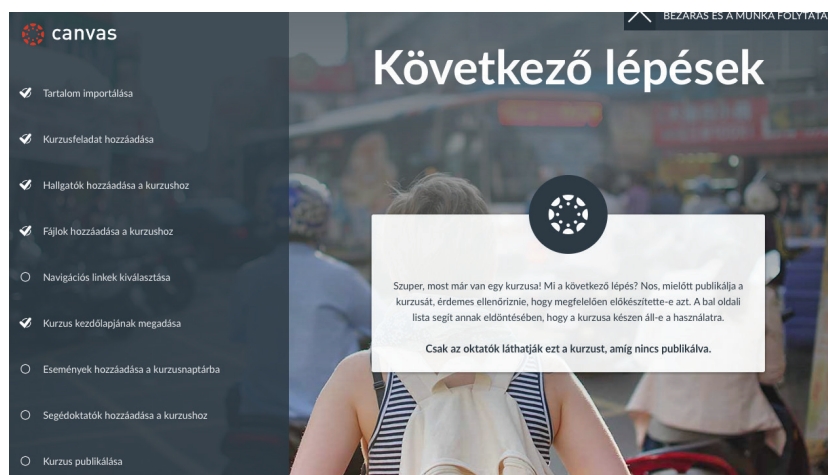 canvas
Tartalom importálása
Kurzusfeladat hozzáadása
Hallgatók hozzáadása a kurzushoz
Fájlok hozzáadása a kurzushoz
Navigációs linkek kiválasztása
Kurzus kezdőlapjának megadása
Események hozzáadása a kurzusnaptárba
Segédoktatók hozzáadása a kurzushoz
Kurzus publikálása
BEZÁRÁS ÉS A MUNKA FOLYTATÁ
Következő lépések
Szuper, most már van egy kurzusa! Mi a következő lépés? Nos, mielőtt publikálja a
kurzusát, érdemes ellenőriznie, hogy megfelelően előkészítette-e azt. A bal oldali
lista segít annak eldöntésében, hogy a kurzusa készen áll-e a használatra.
Csak az oktatók láthatják ezt a kurzust, amíg nincs publikálva.